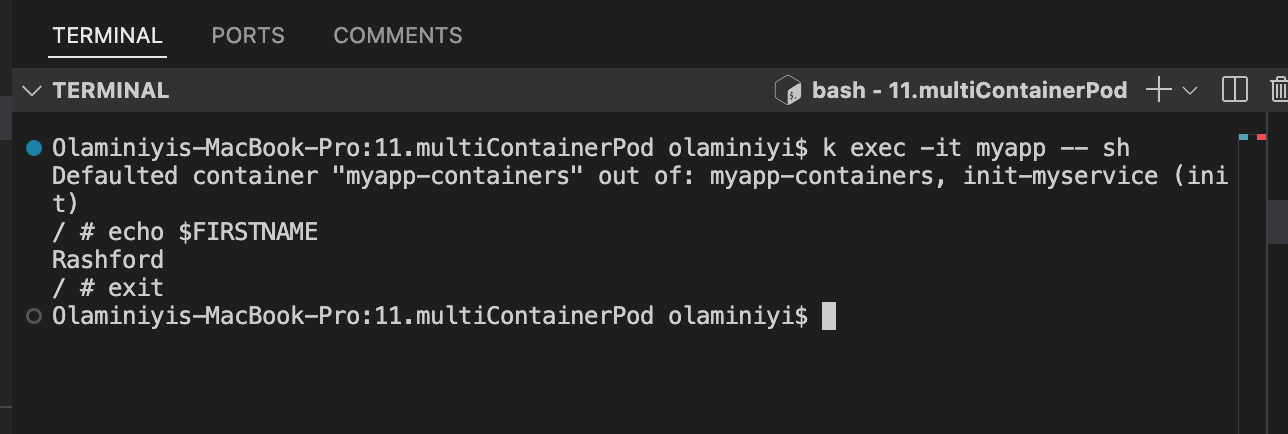 TERMINAL PORTS COMMENTS
TERMINAL bash - 11.multiContainerPod
Olaminiyis-MacBook-Pro:11.multiContainerPod olaminiyi$ k exec -it myapp -- sh
Defaulted container "myapp-containers" out of: myapp-containers, init-myservice (ini
t)
/ # echo $FIRSTNAME
Rashford
/ # exit
Olaminiyis-MacBook-Pro:11.multiContainerPod olaminiyi$